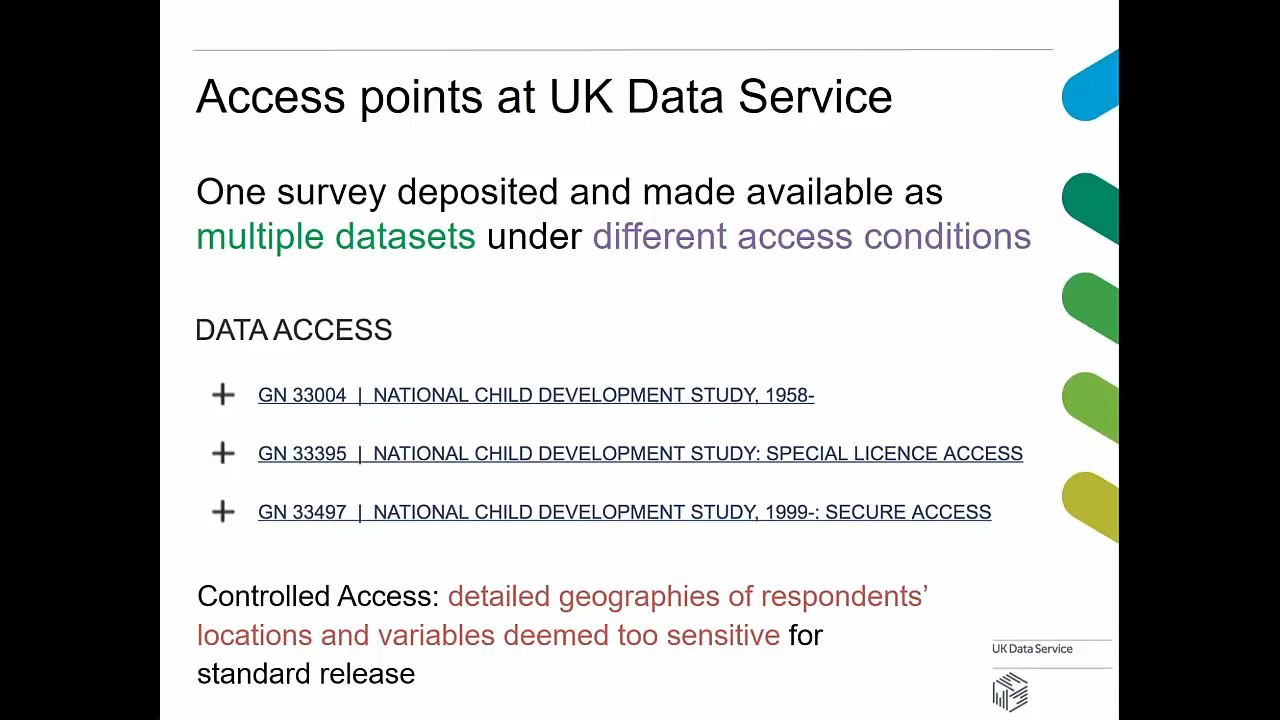 Access points at UK Data Service
One survey deposited and made available as
multiple datasets under different access conditions
DATA ACCESS
GN 33004 | NATIONAL CHILD DEVELOPMENT STUDY, 1958-
GN 33395 | NATIONAL CHILD DEVELOPMENT STUDY: SPECIAL LICENCE ACCESS
GN 33497 | NATIONAL CHILD DEVELOPMENT STUDY, 1999-: SECURE ACCESS
Controlled Access: detailed geographies of respondents’
locations and variables deemed too sensitive for
standard release
UK Data Service